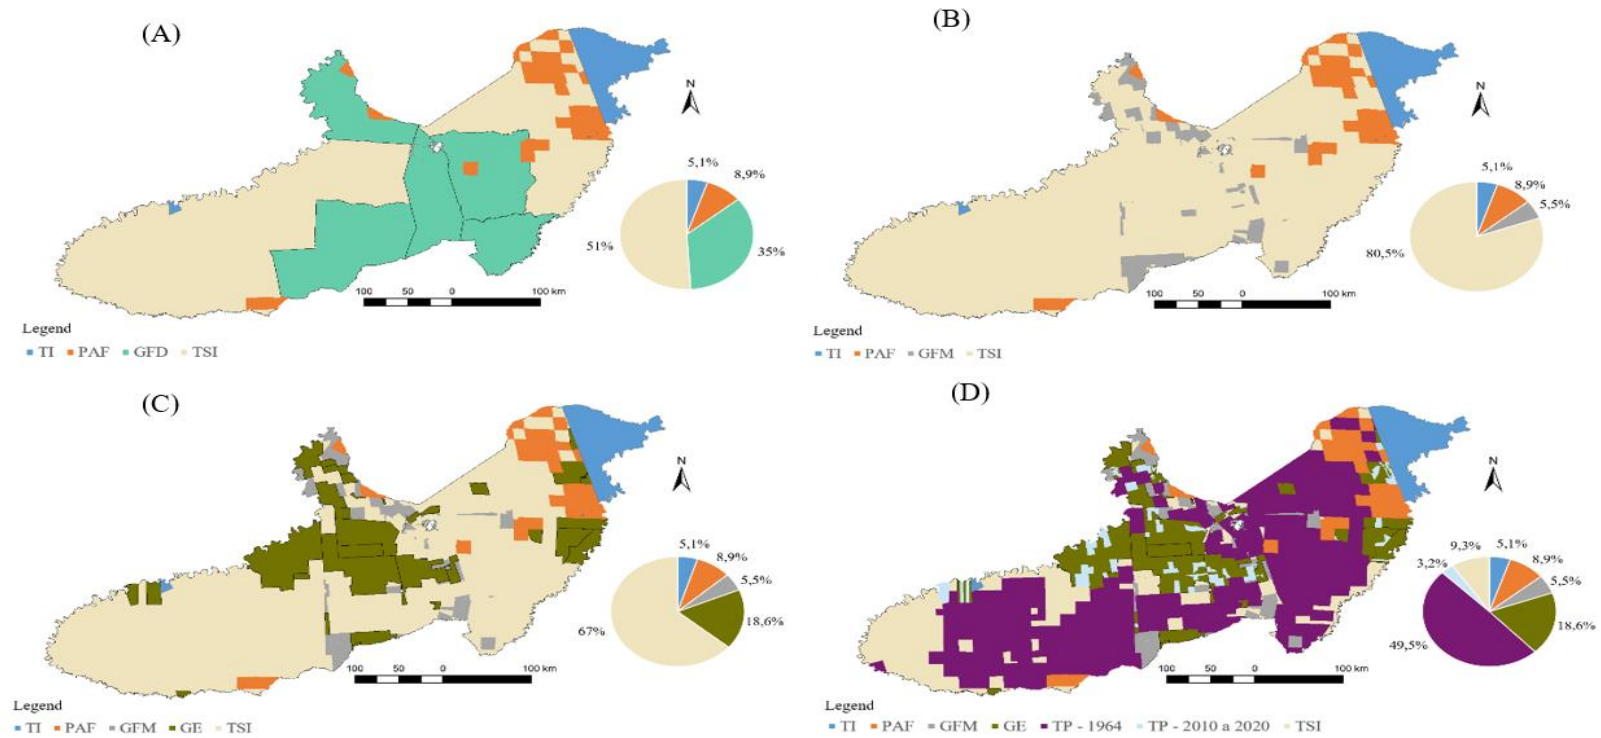 (A)
N
5,1%
8,9%
51%
35%
100 50 0 100 km
Legend
TI PAF GFD TSI
(B)
N
5,1%
8,9%
5,5%
80,5%
100 50 0 100 km
Legend
TI PAF GFM TSI
(C)
N
5,1%
8,9%
5,5%
18,6%
67%
100 50 0 100 km
Legend
TI PAF GFM GE TSI
(D)
N
9,3%
5,1%
3,2%
8,9%
5,5%
18,6%
49,5%
100 50 0 100 km
Legend
TI PAF GFM GE TP - 1964 TP - 2010 a 2020 TSI